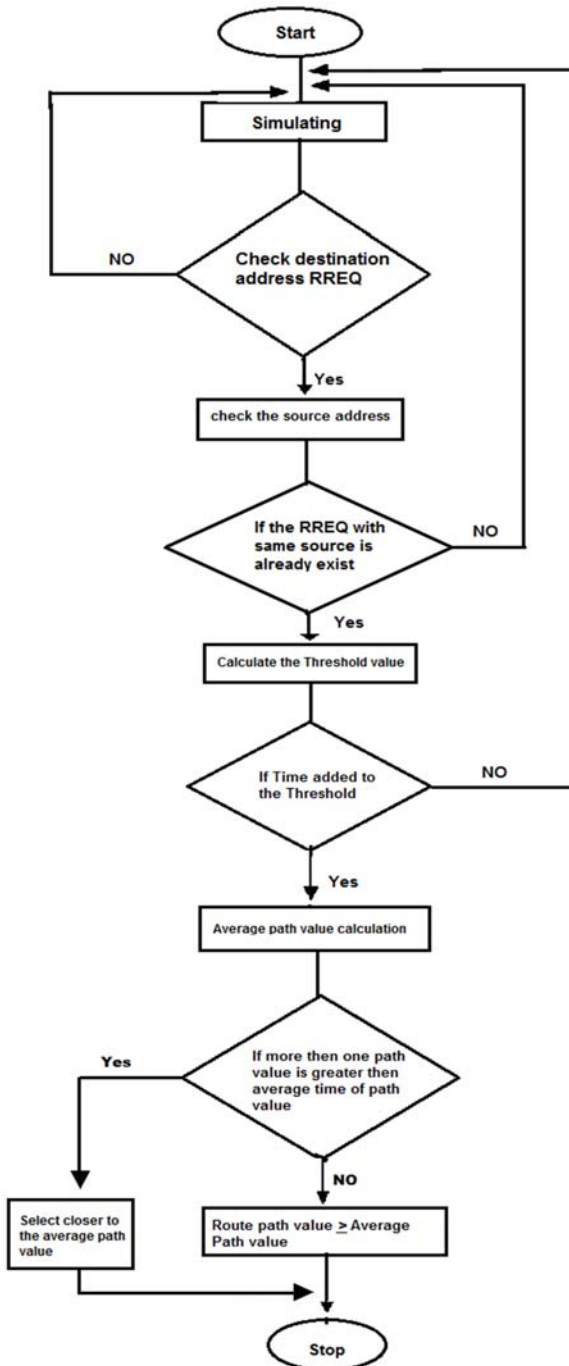 Start
Simulating
NO
Check destination
address RREQ
Yes
check the source address
If the RREQ with
same source is
already exist
NO
Yes
Calculate the Threshold value
If Time added to
the Threshold
NO
Yes
Average path value calculation
Yes
If more then one path
value is greater then
average time of path
value
NO
Select closer to
the average path
value
Route path value ≥ Average
Path value
Stop